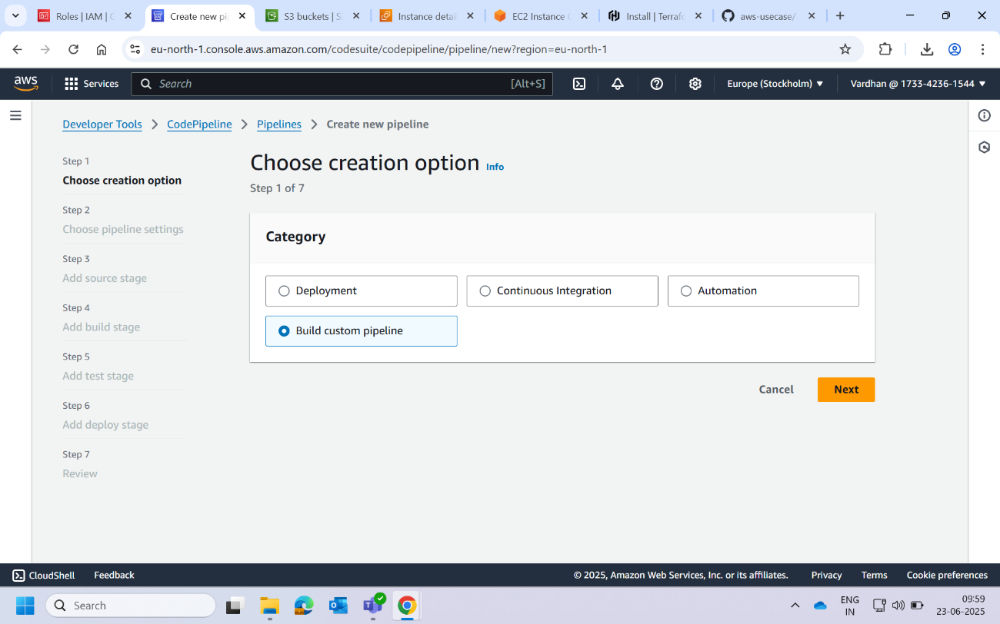 Roles | IAM | G
Create new pi
S3 buckets | S
Instance detai
EC2 Instance C
Install | Terrafo
aws-usecase/
eu-north-1.console.aws.amazon.com/codesuite/codepipeline/pipeline/new?region=eu-north-1
aws
Services
Search
[Alt+S]
Europe (Stockholm)
Vardhan @ 1733-4236-1544
Developer Tools
CodePipeline
Pipelines
Create new pipeline
Step 1
Choose creation option
Step 2
Choose pipeline settings
Step 3
Add source stage
Step 4
Add build stage
Step 5
Add test stage
Step 6
Add deploy stage
Step 7
Review
Choose creation option Info
Step 1 of 7
Category
Deployment
Continuous Integration
Automation
Build custom pipeline
Cancel
Next
CloudShell
Feedback
© 2025, Amazon Web Services, Inc. or its affiliates.
Privacy
Terms
Cookie preferences
Search
ENG
IN
09:59
23-06-2025